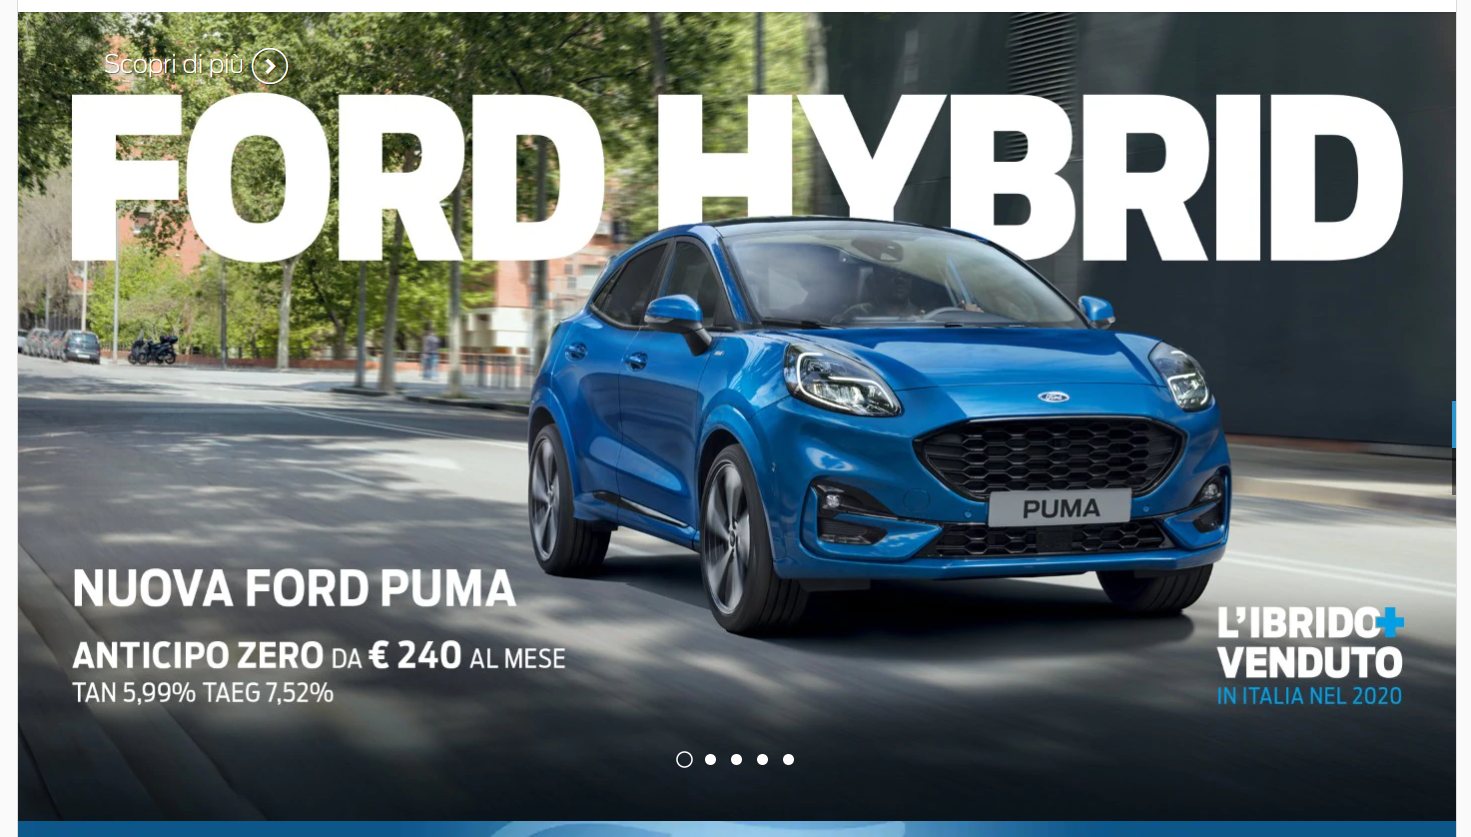 Scopri di più
FORD HYBRID
Ford
PUMA
NUOVA FORD PUMA
ANTICIPO ZERO DA € 240 AL MESE
TAN 5,99% TAEG 7,52%
L'IBRIDO+
VENDUTO
IN ITALIA NEL 2020